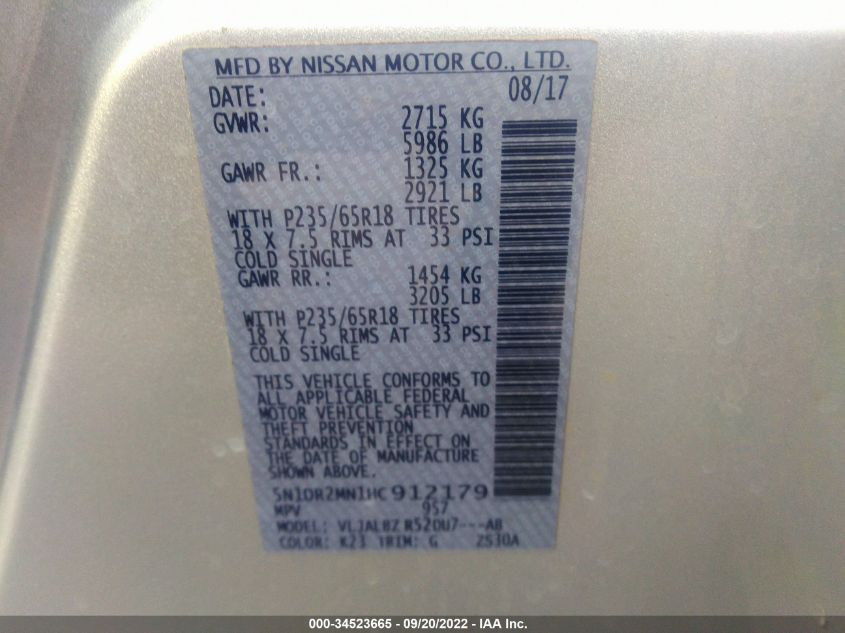 MFD BY NISSAN MOTOR CO., LTD.
DATE: 08/17
GVWR: 2715 KG
5986 LB
GAWR FR.: 1325 KG
2921 LB
WITH P235/65R18 TIRES
18 X 7.5 RIMS AT 33 PSI
COLD SINGLE
GAWR RR.: 1454 KG
3205 LB
WITH P235/65R18 TIRES
18 X 7.5 RIMS AT 33 PSI
COLD SINGLE
THIS VEHICLE CONFORMS TO
ALL APPLICABLE FEDERAL
MOTOR VEHICLE SAFETY AND
THEFT PREVENTION
STANDARDS IN EFFECT ON
THE DATE OF MANUFACTURE
SHOWN ABOVE.
5N1DR2MN1HC912179
MPV 957
MODEL: R52DU7---AB
COLOR: K23 TRIM: G
000-34523665 - 09/20/2022 - IAA Inc.